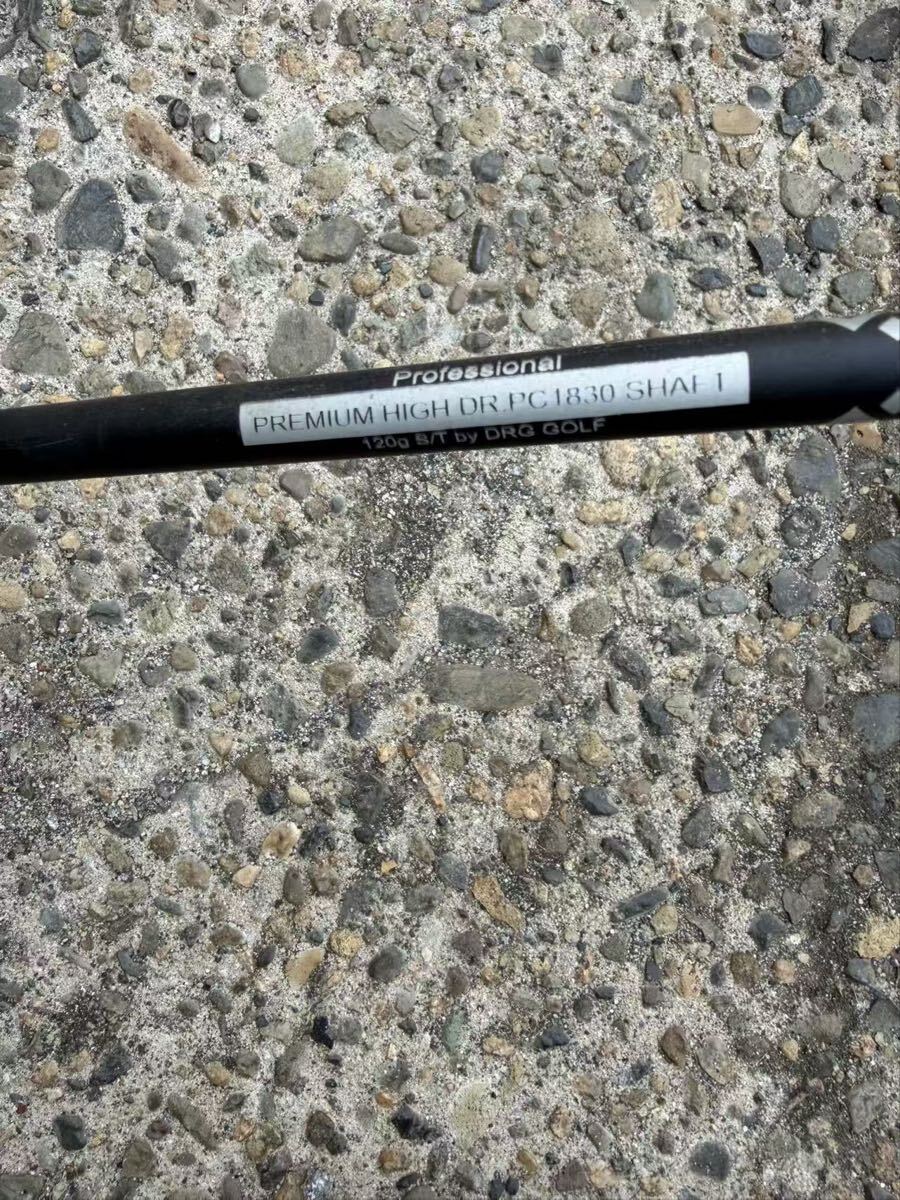 Professional
PREMIUM HIGH DR.PC1830 SHAFT
120g S/T by DRG GOLF